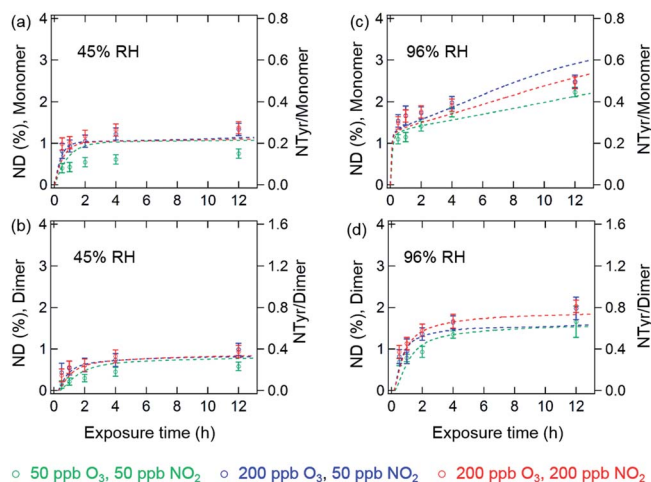 (a)
45% RH
ND (%), Monomer
4
3
2
1
0
NTyr/Monomer
0.8
0.6
0.4
0.2
0.0
0 2 4 6 8 10 12
(c)
96% RH
ND (%), Monomer
4
3
2
1
0
NTyr/Monomer
0.8
0.6
0.4
0.2
0.0
0 2 4 6 8 10 12
(b)
45% RH
ND (%), Dimer
4
3
2
1
0
NTyr/Dimer
1.6
1.2
0.8
0.4
0.0
0 2 4 6 8 10 12
Exposure time (h)
(d)
96% RH
ND (%), Dimer
4
3
2
1
0
NTyr/Dimer
1.6
1.2
0.8
0.4
0.0
0 2 4 6 8 10 12
Exposure time (h)
50 ppb O₃, 50 ppb NO₂
200 ppb O₃, 50 ppb NO₂
200 ppb O₃, 200 ppb NO₂